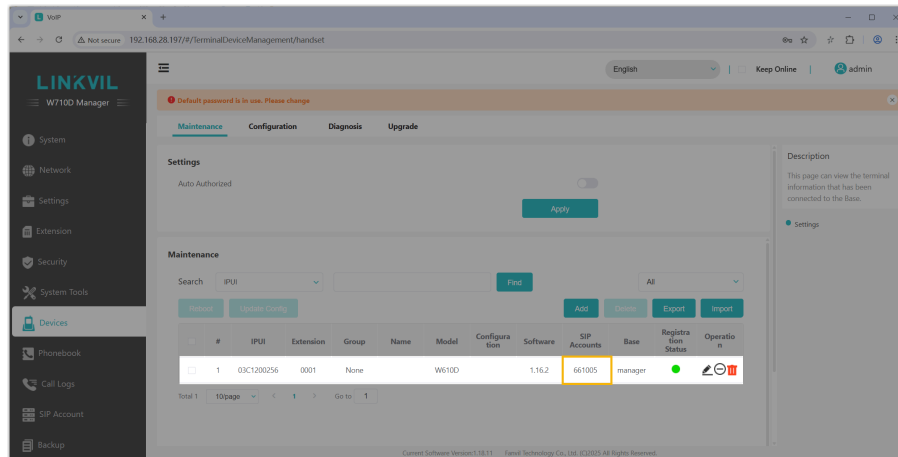 VoIP
Not secure 192.168.28.197/#/TerminalDeviceManagement/handset
LINKVIL
W710D Manager
English
Keep Online
admin
Default password is in use, Please change
Maintenance Configuration Diagnosis Upgrade
System
Network
Settings
Extension
Security
System Tools
Devices
Phonebook
Call Logs
SIP Account
Backup
Settings
Auto Authorized
Apply
Maintenance
Search IPUI Find All
Reboot Update Config Add Delete Export Import
# IPUI Extension Group Name Model Configuration Software SIP Accounts Base Registration Status Operation
1 03C1200256 0001 None W610D 1.16.2 661005 manager
Total 1 10/page 1 Go to 1
Description
This page can view the terminal
information that has been
connected to the Base.
Settings
Current Software Version:1.18.11 Fanvil Technology Co., Ltd. (C)2023 All Rights Reserved.